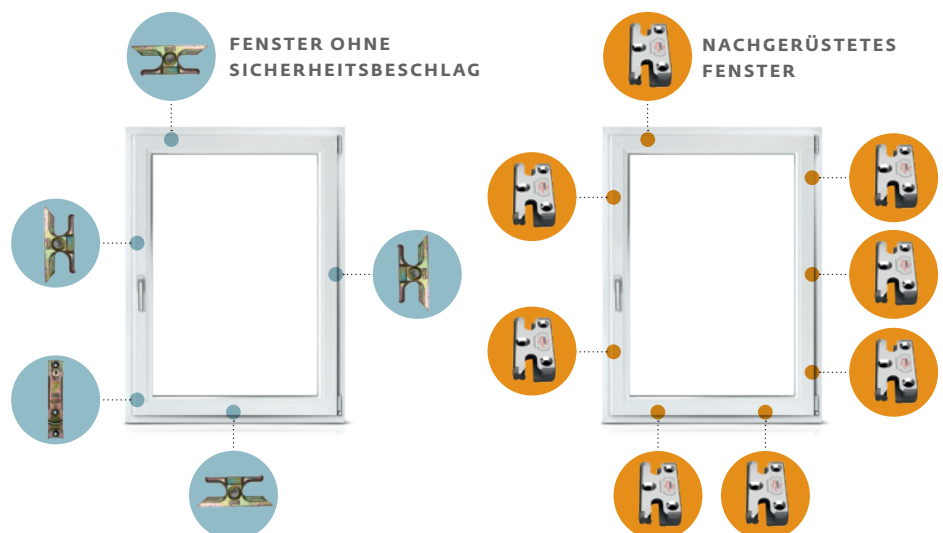 FENSTER OHNE
SICHERHEITSBESCHLAG
NACHGERÜSTETES
FENSTER